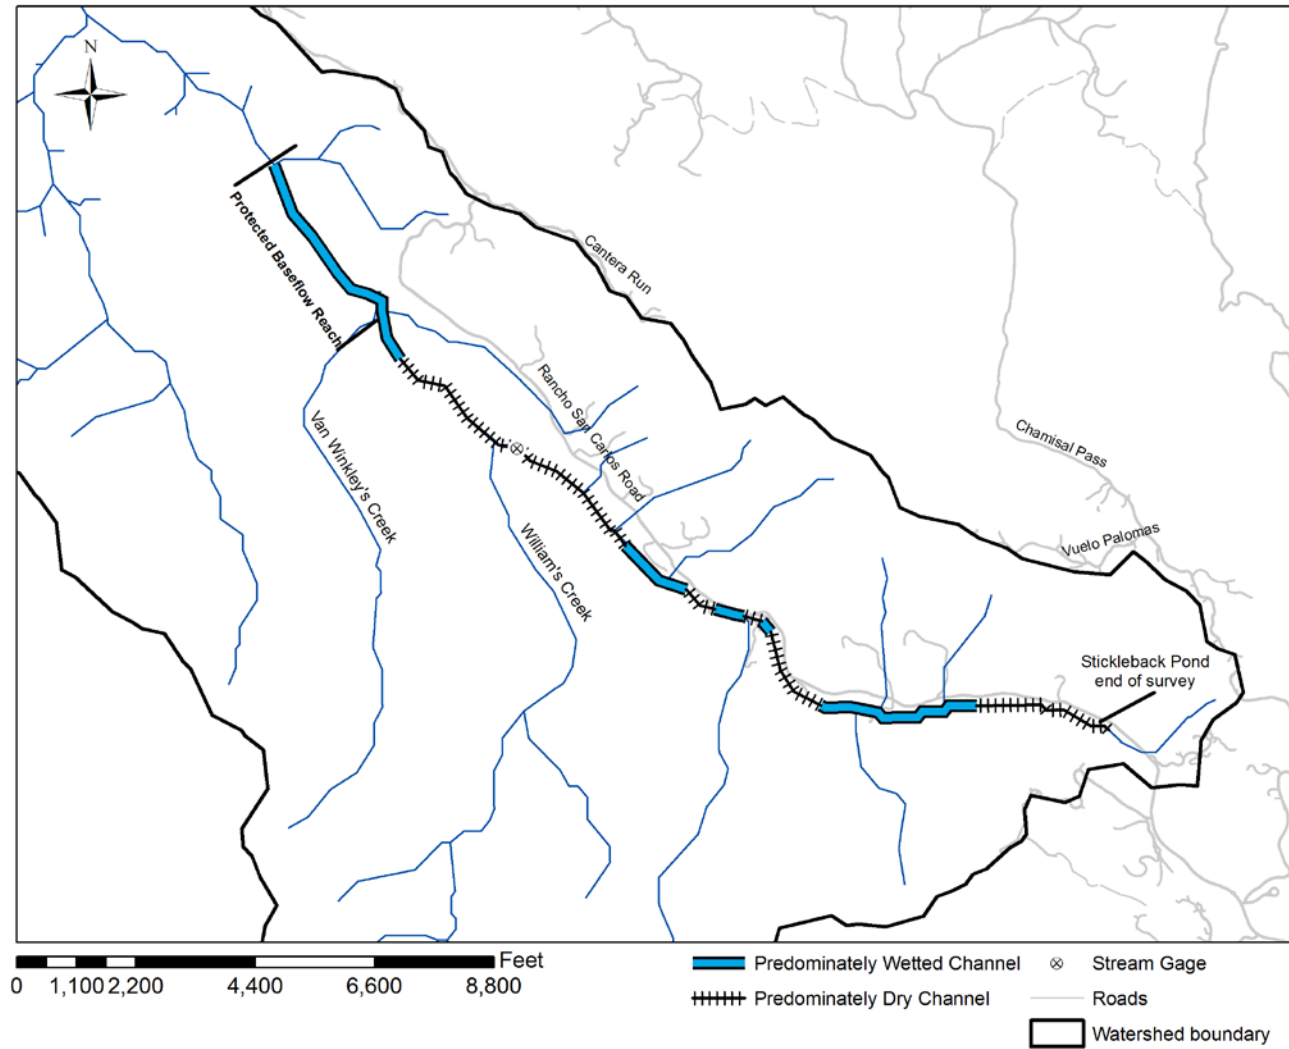 N
Protected Baseflow Reach
Cantera Run
Rancho San Carlos Road
Chamisal Pass
Van Winkley's Creek
William's Creek
Vuelo Palomas
Stickleback Pond
end of survey
Feet
0 1,100 2,200 4,400 6,600 8,800
Predominately Wetted Channel
Predominately Dry Channel
Stream Gage
Roads
Watershed boundary